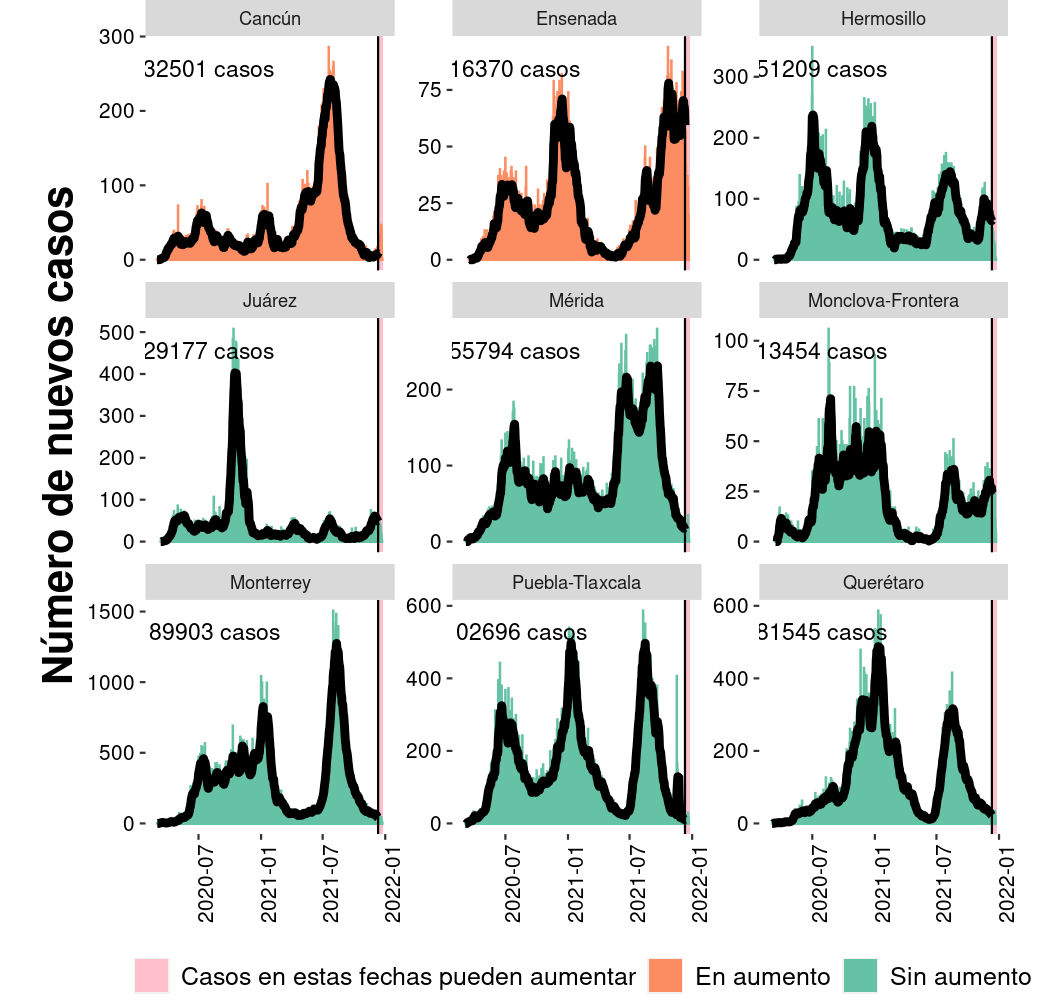 Número de nuevos casos
Cancún
Ensenada
Hermosillo
32501 casos
16370 casos
51209 casos
300
200
100
0
75
50
25
0
300
200
100
0
Juárez
Mérida
Monclova-Frontera
29177 casos
55794 casos
13454 casos
500
400
300
200
100
0
200
100
0
100
75
50
25
0
Monterrey
Puebla-Tlaxcala
Querétaro
89903 casos
02696 casos
81545 casos
1500
1000
500
0
600
400
200
0
600
400
200
0
2020-07
2021-01
2021-07
2022-01
2020-07
2021-01
2021-07
2022-01
2020-07
2021-01
2021-07
2022-01
Casos en estas fechas pueden aumentar
En aumento
Sin aumento